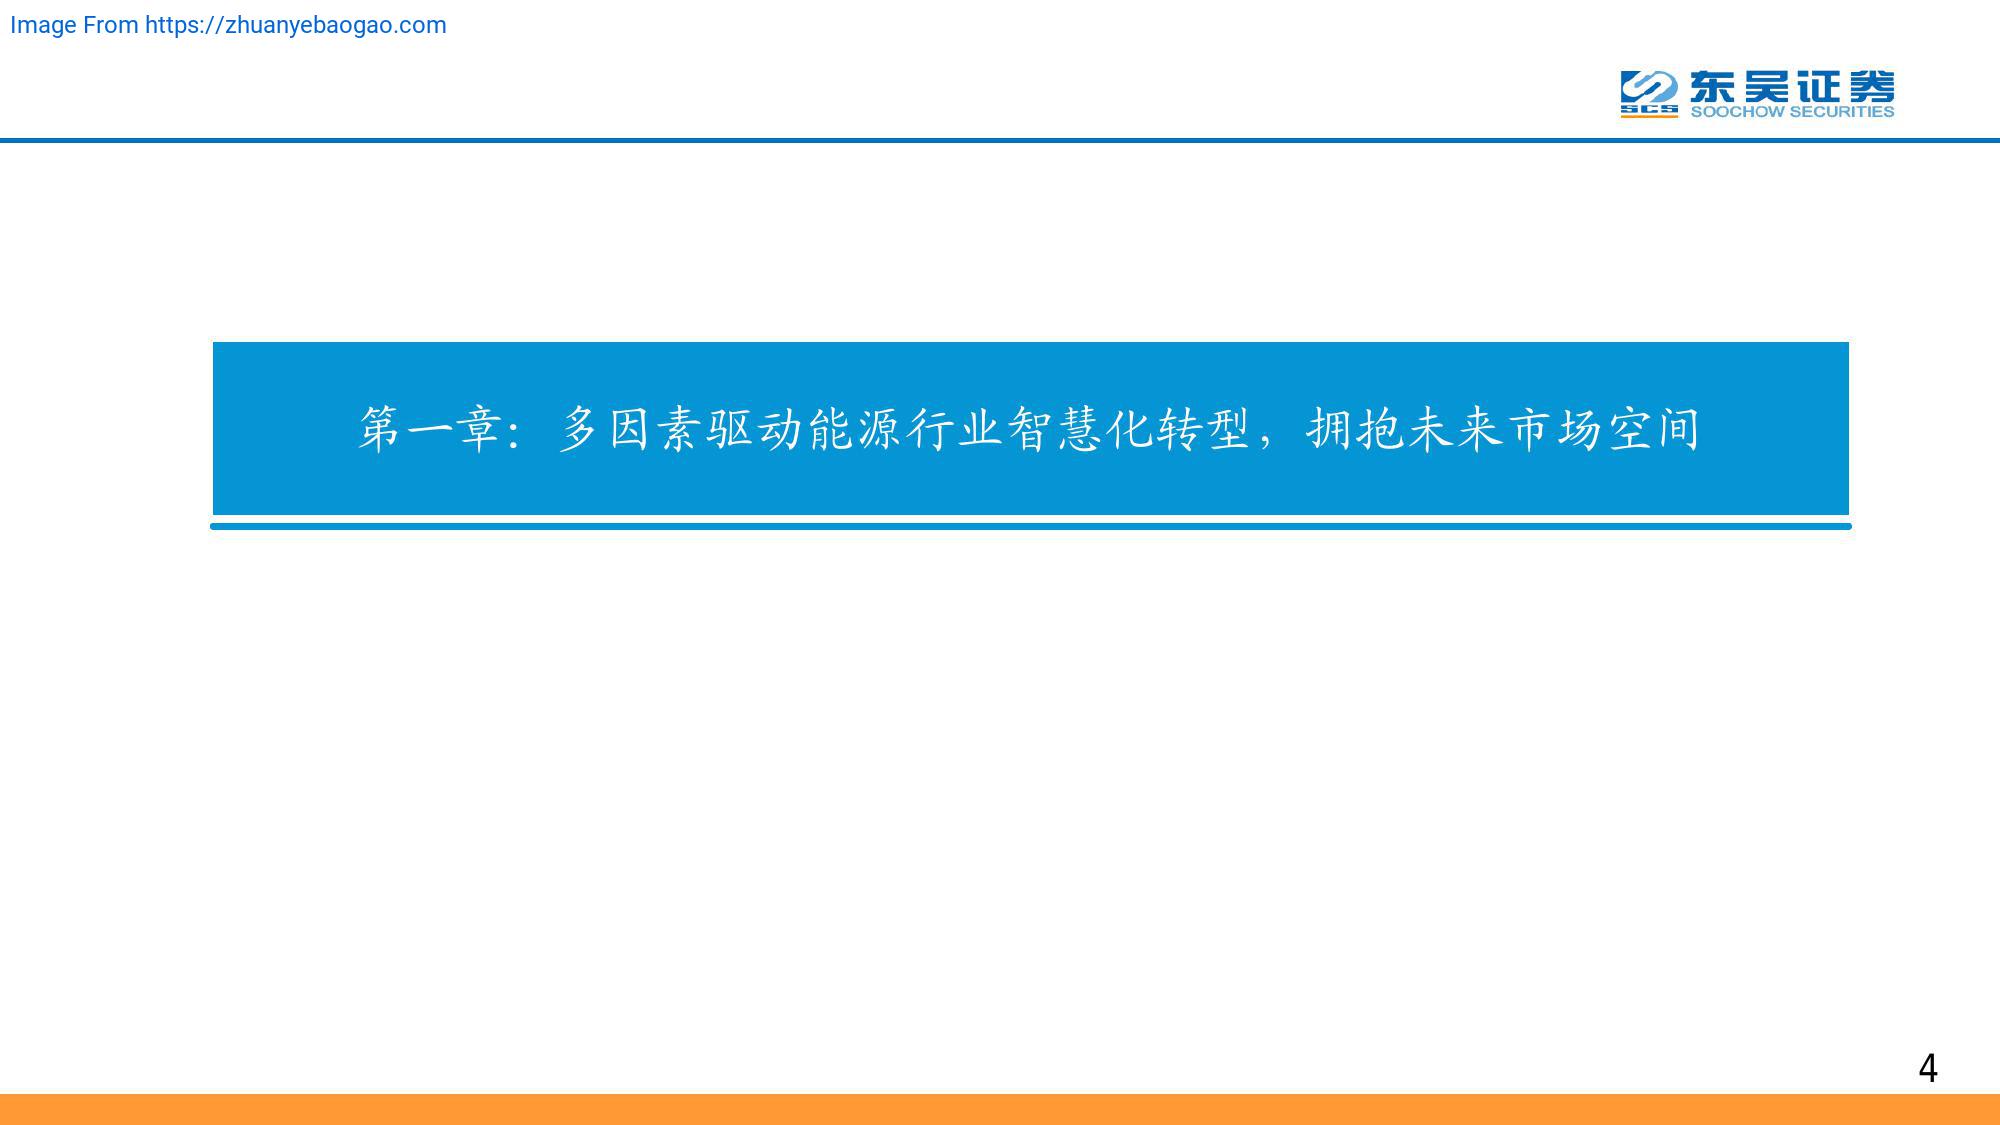 Image From https://zhuanyebaogao.com
SCS
东吴证券
SOOCHOW SECURITIES
第一章：多因素驱动能源行业智慧化转型，拥抱未来市场空间
4